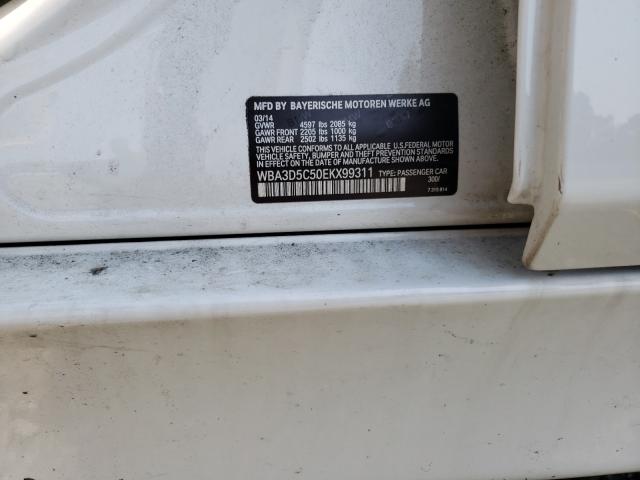 MFD BY BAYERISCHE MOTOREN WERKE AG
03/14
GVWR 4597 lbs 2085 kg
GAWR FRONT 2205 lbs 1000 kg
GAWR REAR 2502 lbs 1135 kg
THIS VEHICLE CONFORMS TO ALL APPLICABLE U.S.FEDERAL MOTOR
VEHICLE SAFETY, BUMPER, AND THEFT PREVENTION STANDARDS
IN EFFECT ON THE DATE OF MANUFACTURE SHOWN ABOVE.
WBA3D5C50EKX99311 TYPE: PASSENGER CAR
300/